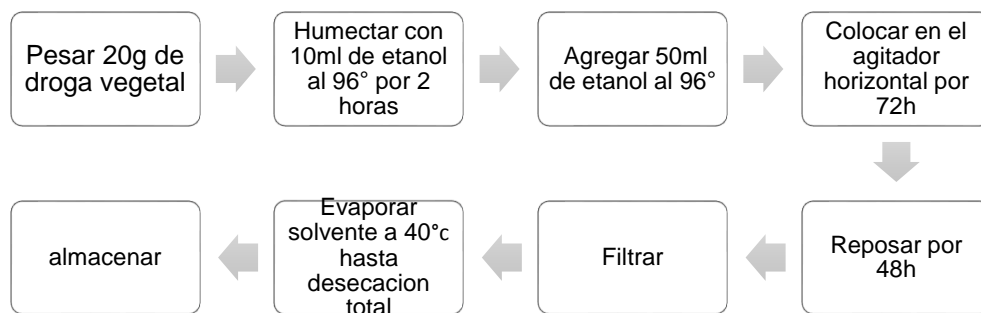 Pesar 20g de
droga vegetal
Humectar con
10ml de etanol
al 96° por 2
horas
Agregar 50ml
de etanol al 96°
Colocar en el
agitador
horizontal por
72h
Reposar por
48h
Filtrar
Evaporar
solvente a 40°c
hasta
desecacion
total
almacenar